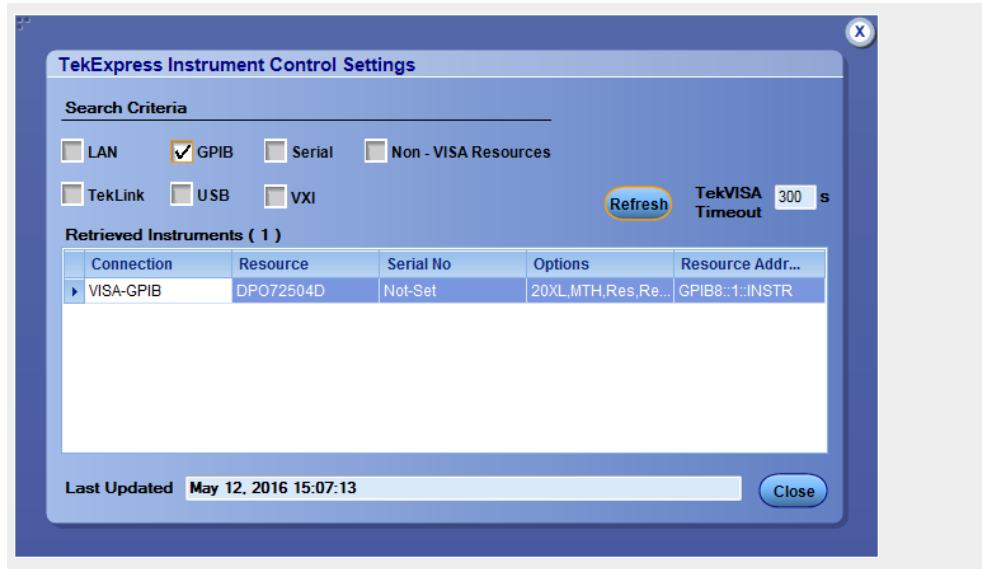 X
TekExpress Instrument Control Settings
Search Criteria
LAN GPIB Serial Non - VISA Resources
TekLink USB VXI
Refresh TekVISA Timeout 300 s
Retrieved Instruments ( 1 )
Connection Resource Serial No Options Resource Addr...
VISA-GPIB DPO72504D Not-Set 20XL,MTH,Res,Re... GPIB8::1::INSTR
Last Updated May 12, 2016 15:07:13
Close